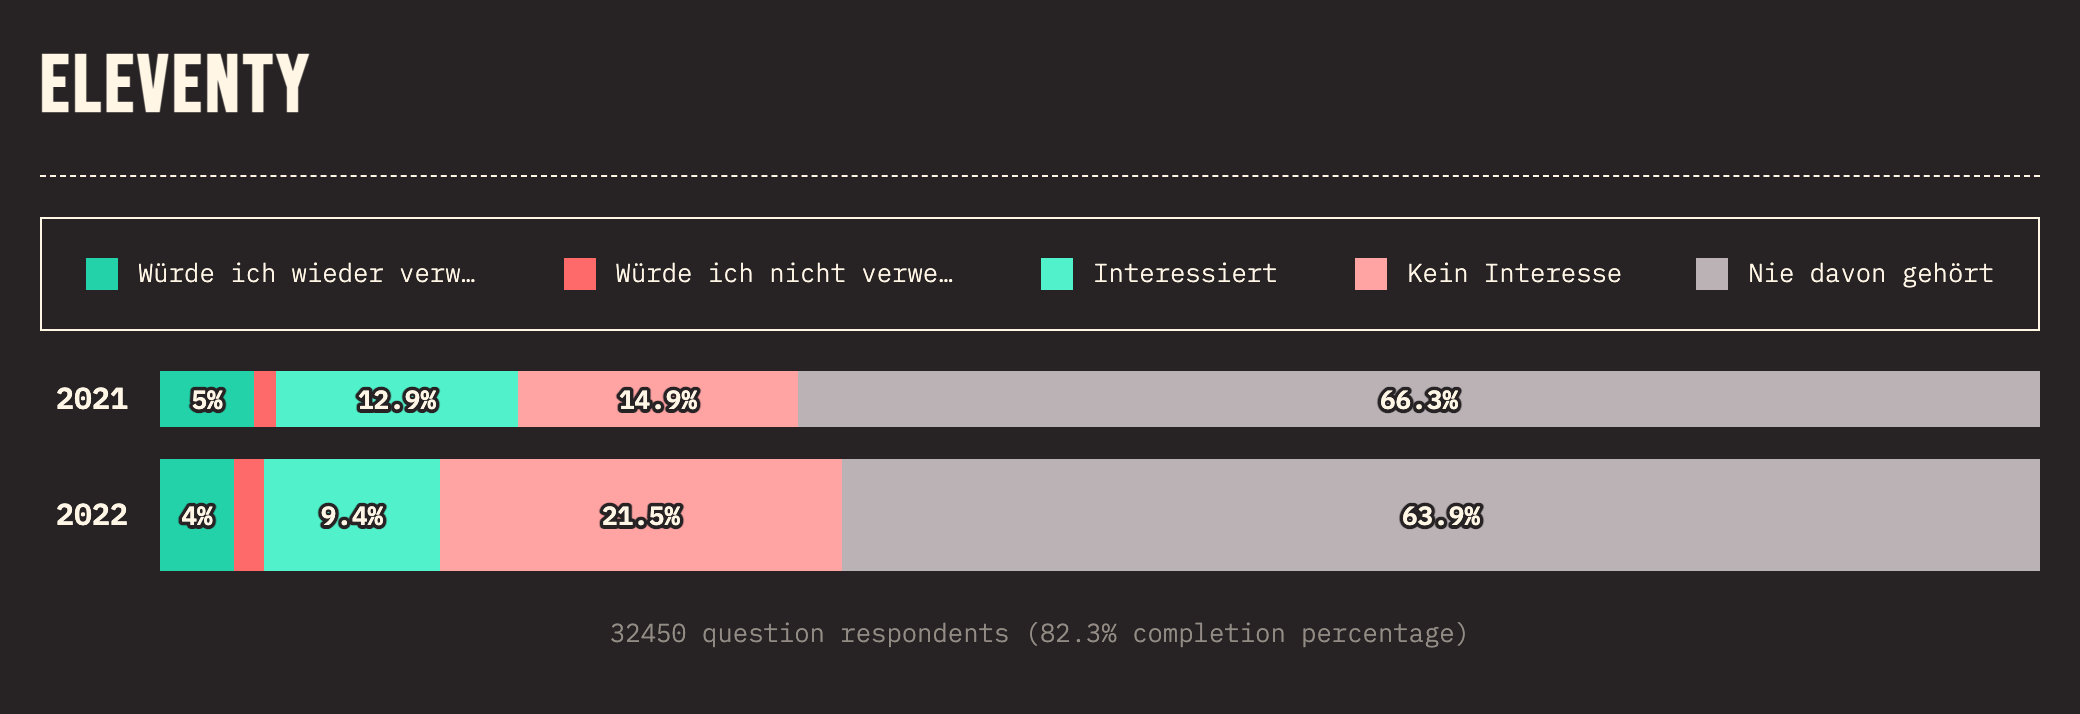 ELEVENTY
Würde ich wieder verw… Würde ich nicht verwe… Interessiert Kein Interesse Nie davon gehört
2021 5% 12.9% 14.9% 66.3%
2022 4% 9.4% 21.5% 63.9%
32450 question respondents (82.3% completion percentage)